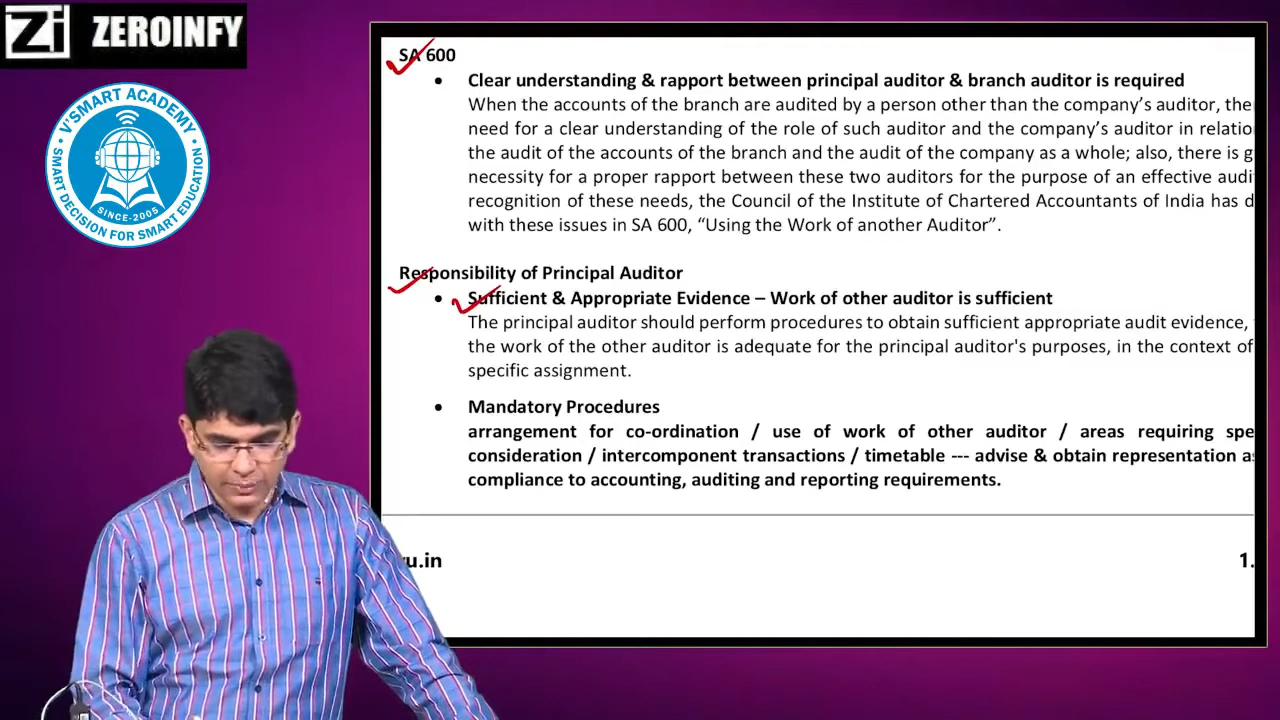 Zi ZEROINFY
V'SMART ACADEMY
SMART DECISION FOR SMART EDUCATION
SINCE-2005
SA 600
• Clear understanding & rapport between principal auditor & branch auditor is required
When the accounts of the branch are audited by a person other than the company's auditor, the
need for a clear understanding of the role of such auditor and the company's auditor in relatio
the audit of the accounts of the branch and the audit of the company as a whole; also, there is g
necessity for a proper rapport between these two auditors for the purpose of an effective audi
recognition of these needs, the Council of the Institute of Chartered Accountants of India has d
with these issues in SA 600, “Using the Work of another Auditor”.
Responsibility of Principal Auditor
• Sufficient & Appropriate Evidence – Work of other auditor is sufficient
The principal auditor should perform procedures to obtain sufficient appropriate audit evidence,
the work of the other auditor is adequate for the principal auditor's purposes, in the context of
specific assignment.
• Mandatory Procedures
arrangement for co-ordination / use of work of other auditor / areas requiring spe
consideration / intercomponent transactions / timetable --- advise & obtain representation as
compliance to accounting, auditing and reporting requirements.
u.in
1.